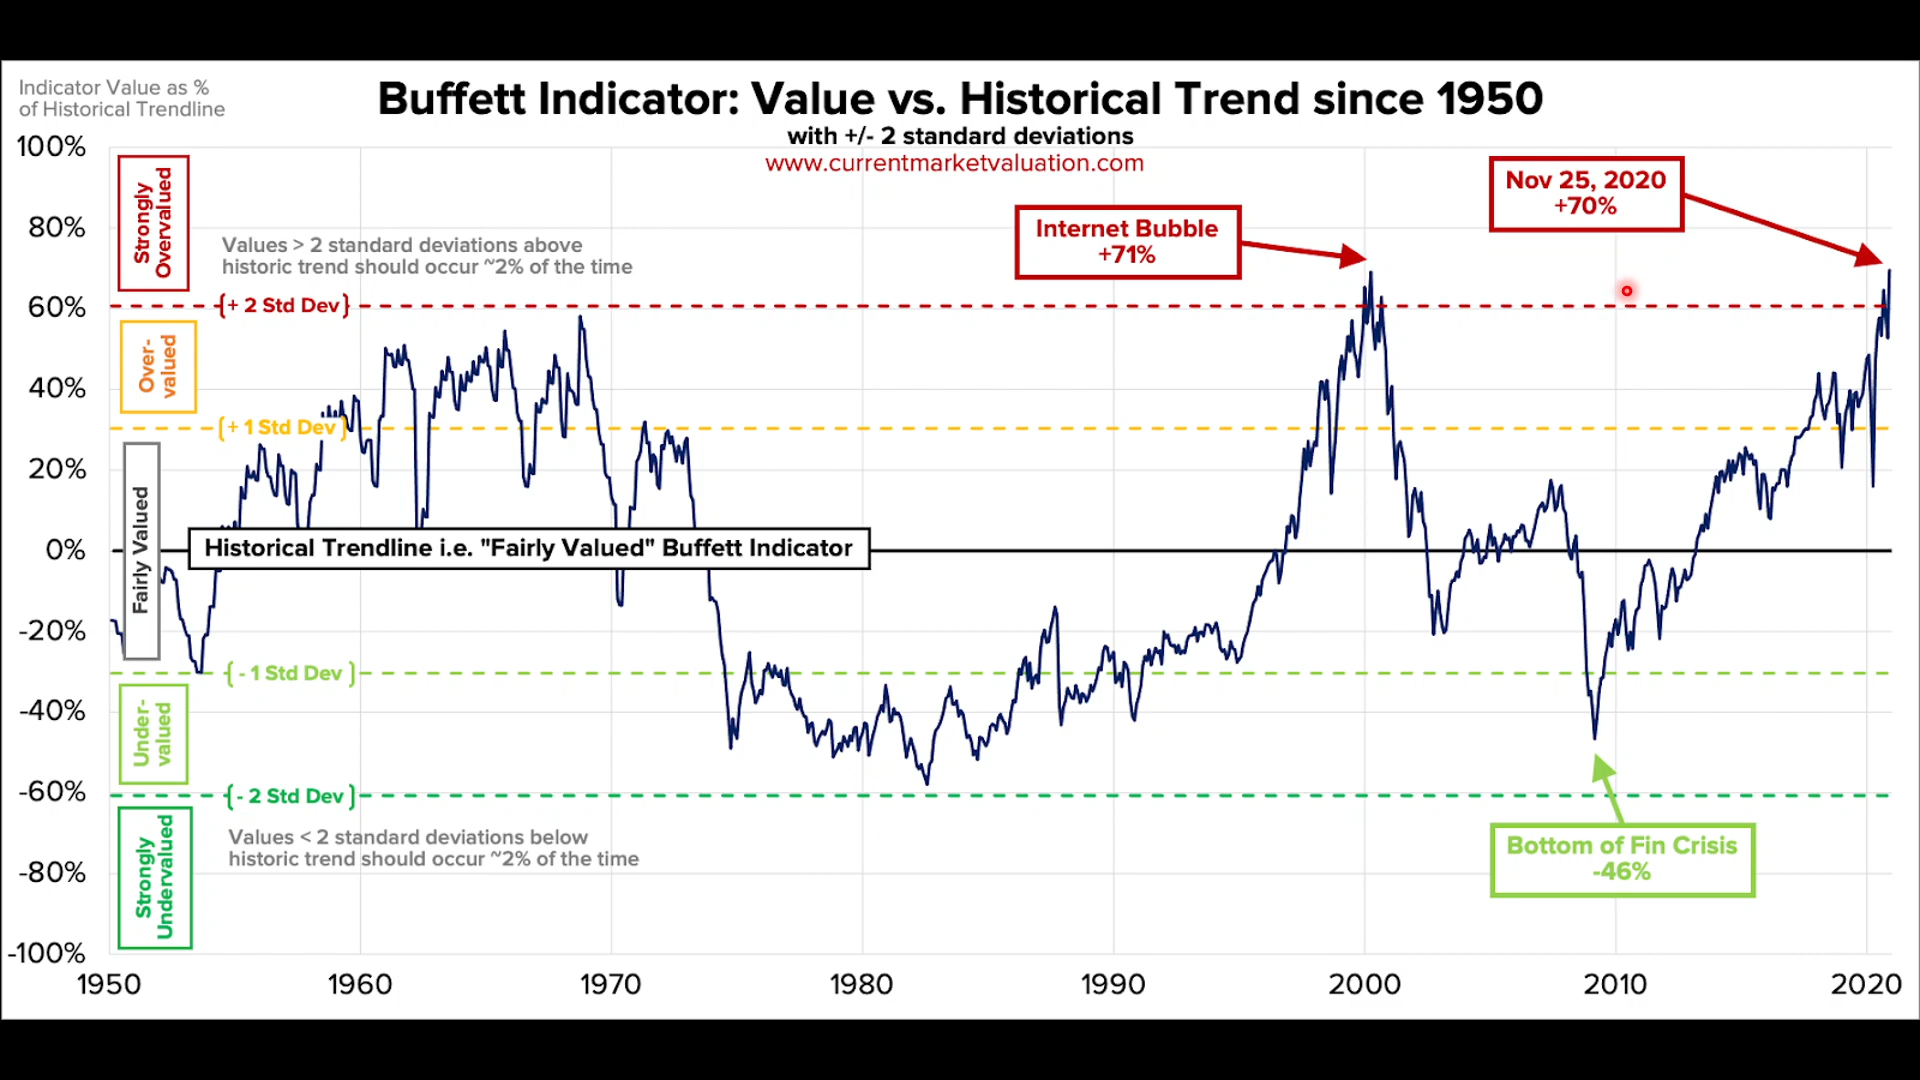 Indicator Value as %
of Historical Trendline
Buffett Indicator: Value vs. Historical Trend since 1950
with +/- 2 standard deviations
www.currentmarketvaluation.com
100%
80%
60%
40%
20%
0%
-20%
-40%
-60%
-80%
-100%
Strongly
Overvalued
Values > 2 standard deviations above
historic trend should occur ~2% of the time
{+ 2 Std Dev}
Over-
valued
{+ 1 Std Dev}
Fairly Valued
Historical Trendline i.e. "Fairly Valued" Buffett Indicator
{- 1 Std Dev}
Under-
valued
{- 2 Std Dev}
Strongly
Undervalued
Values < 2 standard deviations below
historic trend should occur ~2% of the time
Internet Bubble
+71%
Nov 25, 2020
+70%
Bottom of Fin Crisis
-46%
1950
1960
1970
1980
1990
2000
2010
2020